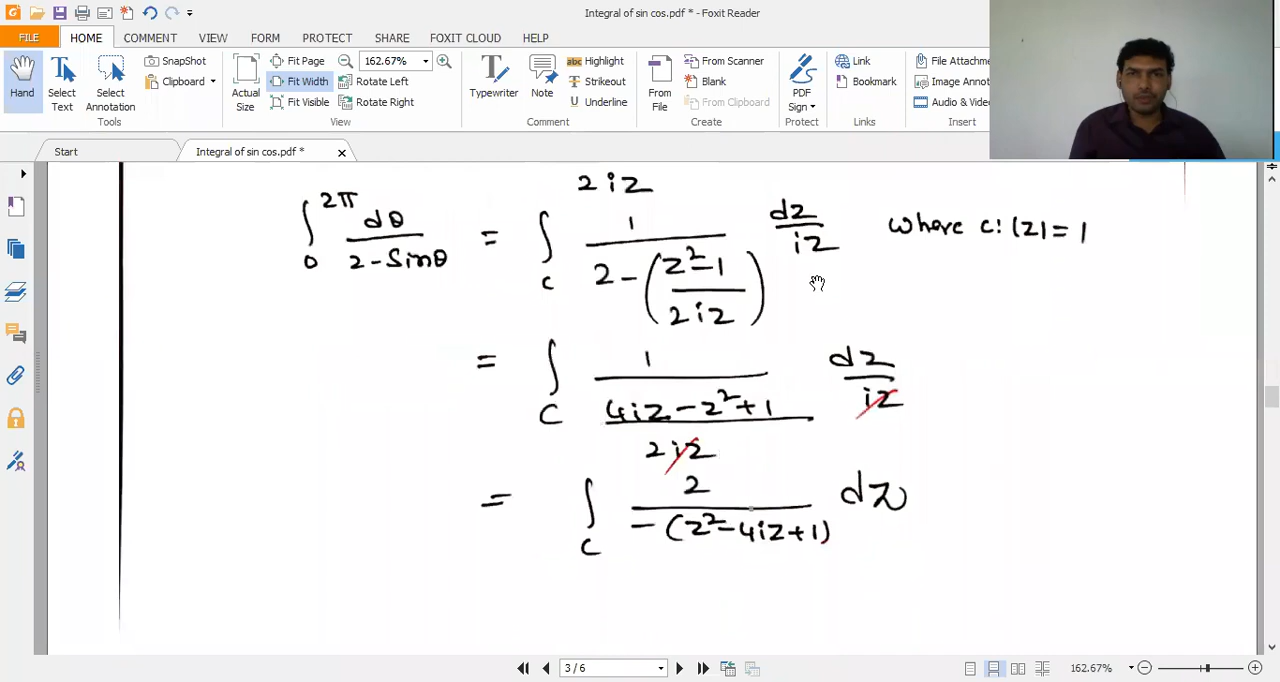 Integral of sin cos.pdf * - Foxit Reader
FILE HOME COMMENT VIEW FORM PROTECT SHARE FOXIT CLOUD HELP
Hand
Select Text
Select Annotation
SnapShot
Clipboard
Tools
Actual Size
Fit Page
Fit Width
Fit Visible
162.67%
Rotate Left
Rotate Right
View
Typewriter
Note
Highlight
Strikeout
Underline
Comment
From File
From Scanner
Blank
From Clipboard
Create
PDF Sign
Protect
Link
Bookmark
Links
File Attachme
Image Annot
Audio & Video
Insert
Start Integral of sin cos.pdf *
2iz
∫₀^2π dθ/(2 - Sinθ) = ∫_c 1/(2 - ((z² - 1)/(2iz))) dz/(iz) where c: |z| = 1
= ∫_C 1/((4iz - z² + 1)/(2iz)) dz/(iz)
= ∫_C 2/(-(z² - 4iz + 1)) dz
3 / 6
162.67%